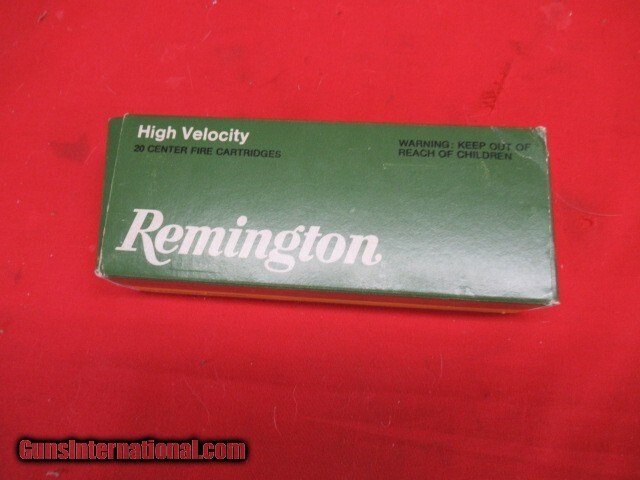 High Velocity
20 CENTER FIRE CARTRIDGES
WARNING: KEEP OUT OF
REACH OF CHILDREN
Remington
GunsInternational.com